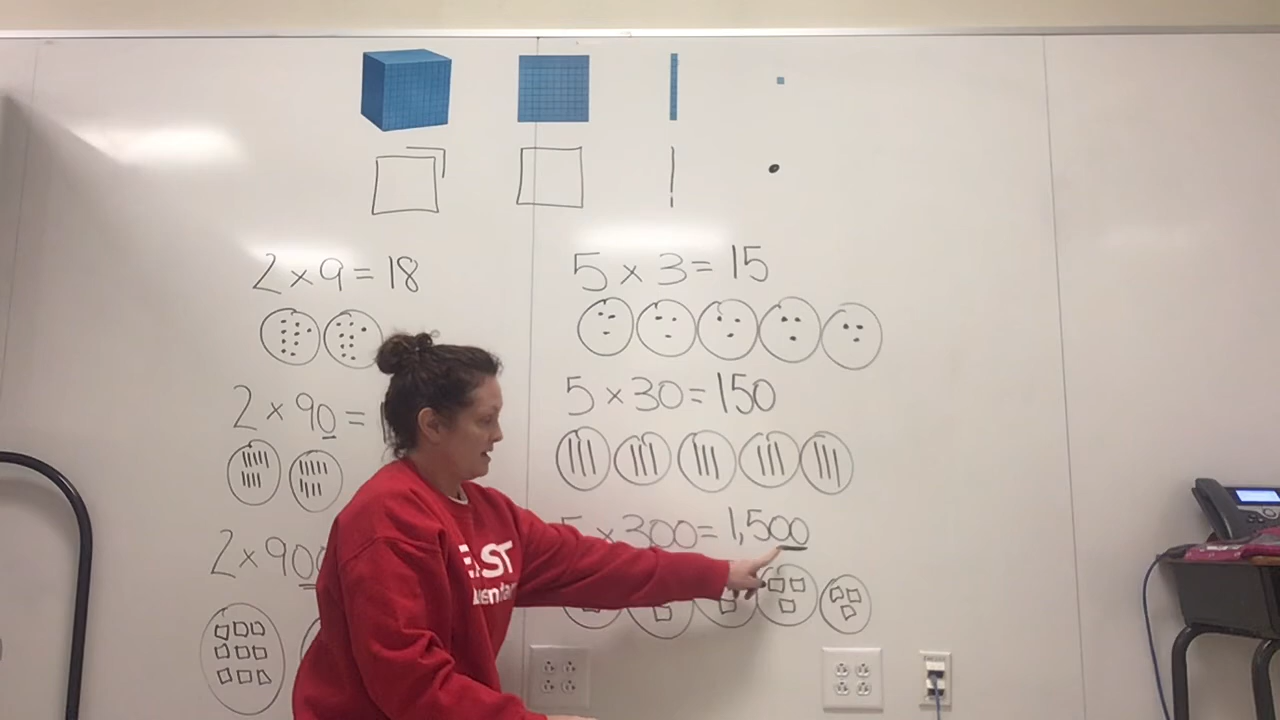 2 × 9 = 18
2 × 90 =
2 × 900
5 × 3 = 15
5 × 30 = 150
5 × 300 = 1,500